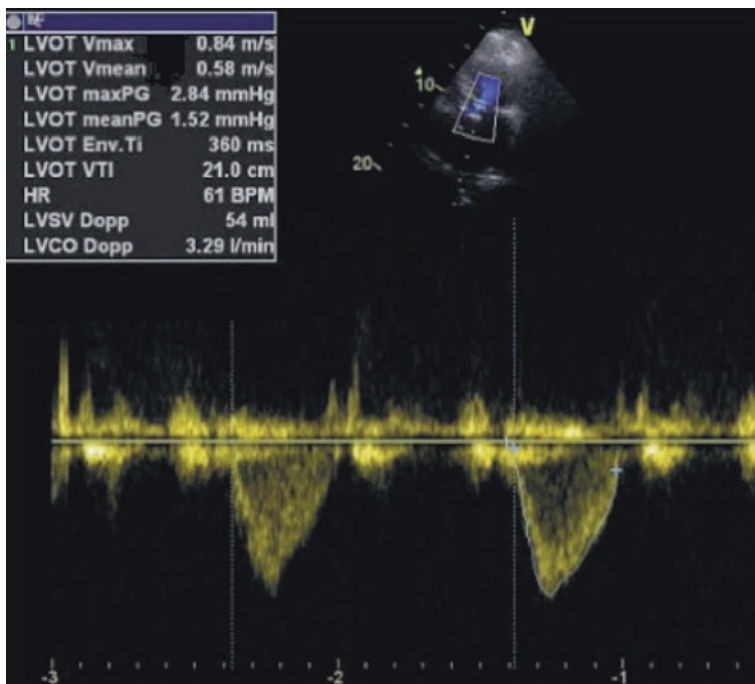 1 LVOT Vmax 0.84 m/s
LVOT Vmean 0.58 m/s
LVOT maxPG 2.84 mmHg
LVOT meanPG 1.52 mmHg
LVOT Env.Ti 360 ms
LVOT VTI 21.0 cm
HR 61 BPM
LVSV Dopp 54 ml
LVCO Dopp 3.29 l/min
V
10
20
-3 -2 -1